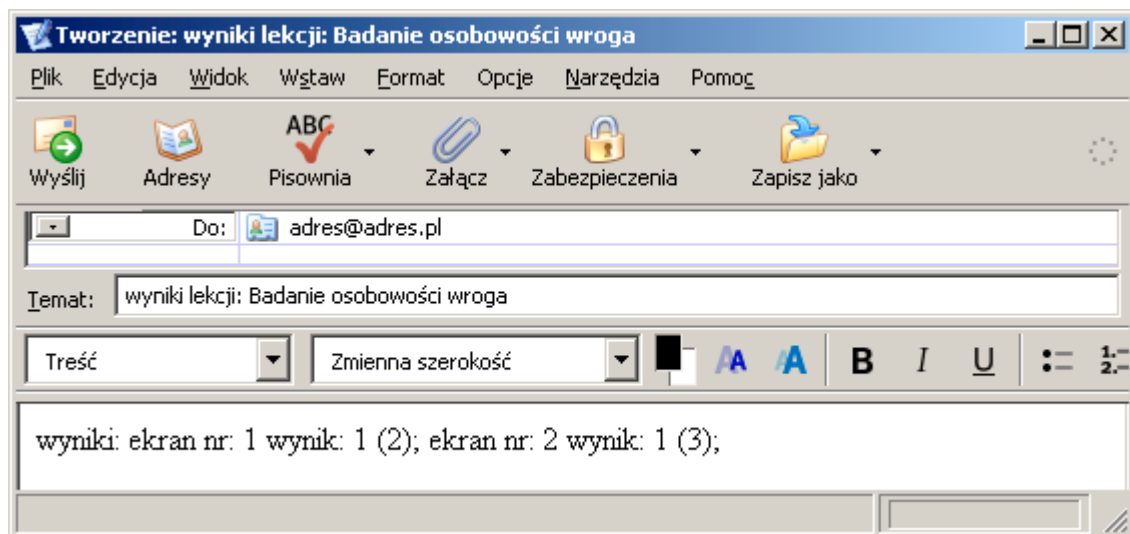 Tworzenie: wyniki lekcji: Badanie osobowości wroga
Plik Edycja Widok Wstaw Format Opcje Narzędzia Pomoc
ABC
Wyślij Adresy Pisownia Załącz Zabezpieczenia Zapisz jako
Do: adres@adres.pl
Temat: wyniki lekcji: Badanie osobowości wroga
Treść Zmienna szerokość A A A A B I U 1. 2.
wyniki: ekran nr: 1 wynik: 1 (2); ekran nr: 2 wynik: 1 (3);